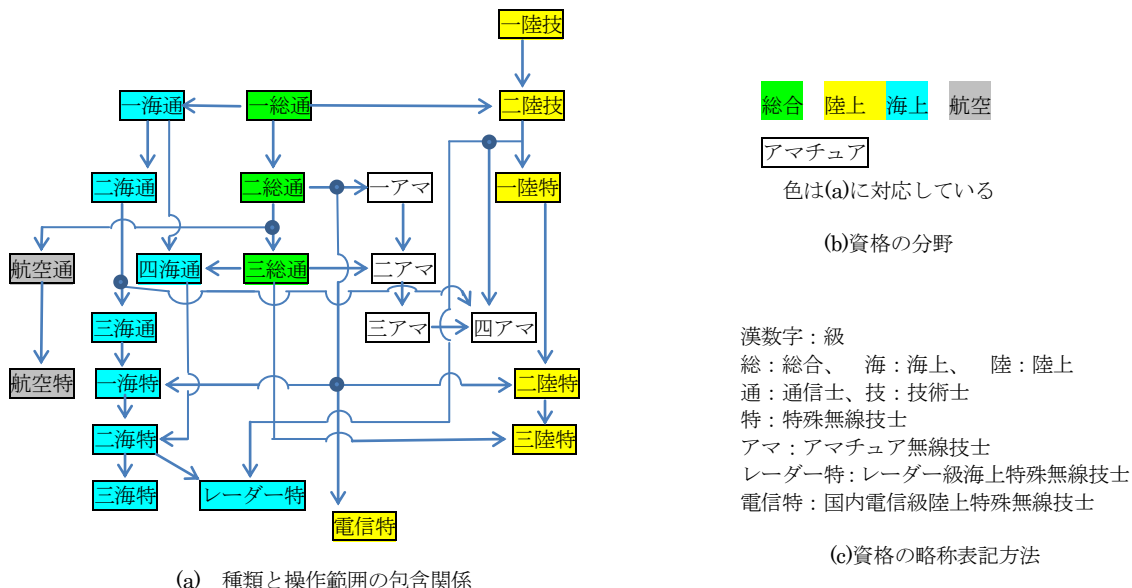 一陸技
一海通 一総通 二陸技
二海通 二総通 一アマ 一陸特
航空通 四海通 三総通 二アマ
三海通 三アマ 四アマ
航空特 一海特 二陸特
二海特 三陸特
三海特 レーダー特
電信特
(a) 種類と操作範囲の包含関係
総合 陸上 海上 航空
アマチュア
色は(a)に対応している
(b)資格の分野
漢数字：級
総：総合、 海：海上、 陸：陸上
通：通信士、技：技術士
特：特殊無線技士
アマ：アマチュア無線技士
レーダー特：レーダー級海上特殊無線技士
電信特：国内電信級陸上特殊無線技士
(c)資格の略称表記方法